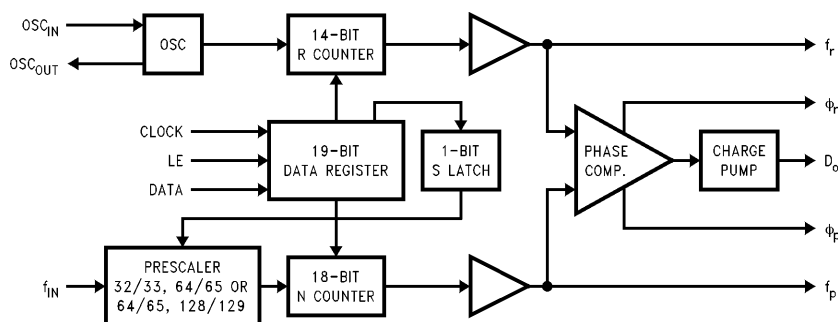 OSC_IN
OSC_OUT
OSC
14-BIT
R COUNTER
f_r
ϕ_r
CLOCK
LE
DATA
19-BIT
DATA REGISTER
1-BIT
S LATCH
PHASE
COMP.
CHARGE
PUMP
D_o
ϕ_p
f_IN
PRESCALER
32/33, 64/65 OR
64/65, 128/129
18-BIT
N COUNTER
f_p